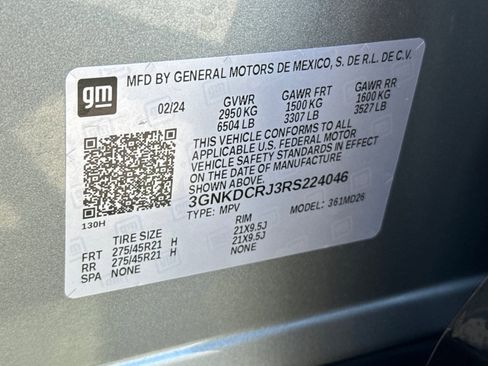 gm MFD BY GENERAL MOTORS DE MEXICO, S. DE R.L. DE C.V.
02/24 GVWR GAWR FRT GAWR RR
2950 KG 1500 KG 1600 KG
6504 LB 3307 LB 3527 LB
THIS VEHICLE CONFORMS TO ALL
APPLICABLE U.S. FEDERAL MOTOR
VEHICLE SAFETY STANDARDS IN EFFECT
ON THE DATE OF MANUFACTURE
SHOWN ABOVE.
3GNKDCRJ3RS224046
130H TYPE: MPV MODEL: 361MD26
TIRE SIZE RIM
FRT 275/45R21 H 21X9.5J
RR 275/45R21 H 21X9.5J
SPA NONE NONE